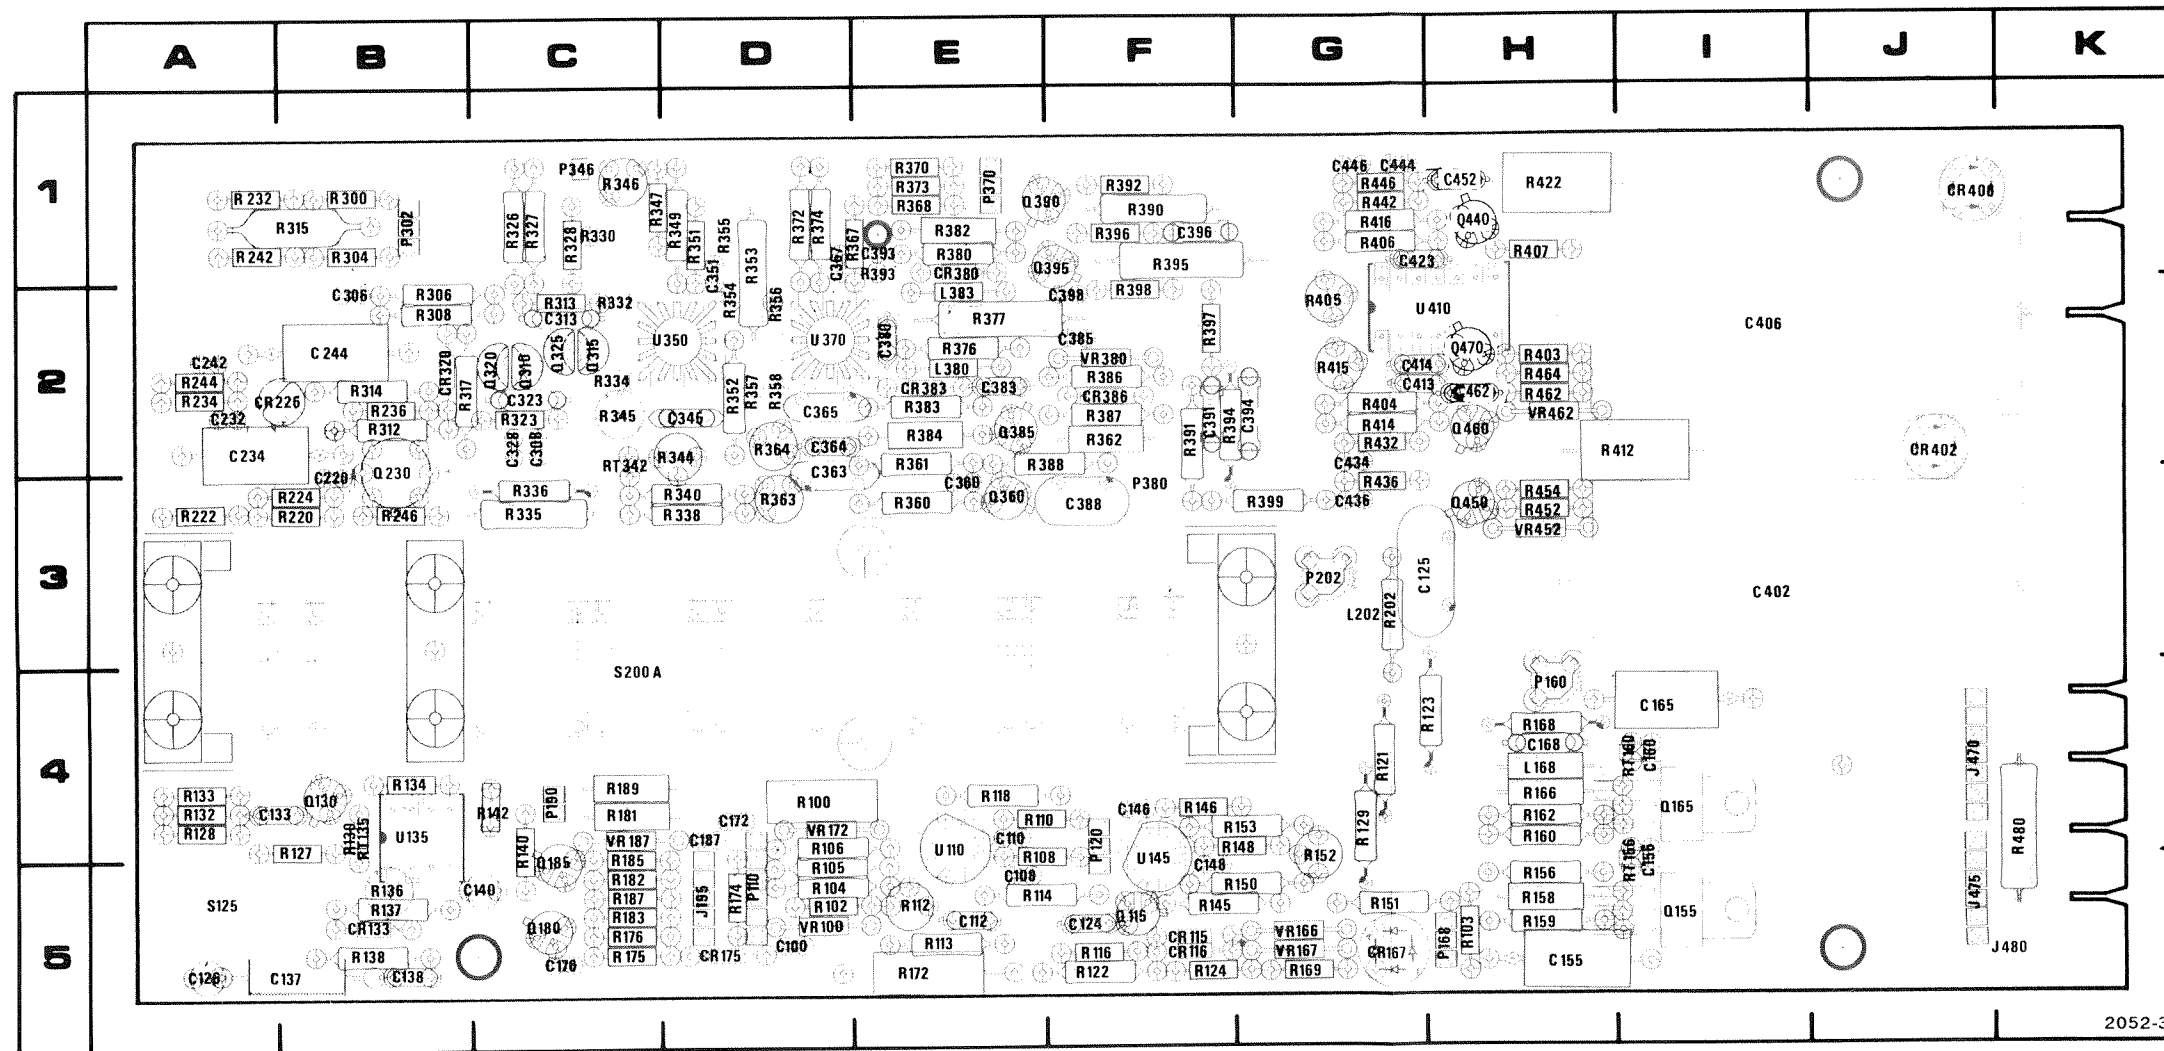 A B C D E F G H I J K
1
P346 R346 R370 R373 R368 P370 R392 C446 C444 R446 C452 R422 CR406
R232 R300 R315 P302 R326 R327 R328 R330 R347 R349 R351 R355 R372 R374 R367 Q390 R390 R442 R416 Q440
R382 R396 C396 R406
R242 R304 C351 R353 C367 C393 R380 Q395 R395 C423 R407
R393 CR380
C306 R306 R313 R332 R354 R356 L383 C398 R398 R405
R308 C313 R377 R397 U410 C406
2
C244 Q320 Q318 Q325 Q315 U350 U370 C380 C385 Q470
C242 CR320 R317 R376 VR380 R415 C414 R403
R244 R314 R334 R352 R357 R358 L380 R386 C413 R464
CR383 C383
R234 CR226 R236 C323 CR386 C462 R462
C232 R312 R323 R345 C346 C365 R383 R387 R391 C391 R394 C394 R404 VR462
C234 C328 C308 R364 C364 R384 Q385 R362 R414 Q460
R432
C220 Q230 RT342 R344 C363 R361 R388 C434 R412 CR402
R224 R336 R340 R363 C360 P380 R436 R454
R222 R220 R246 R335 R338 R360 Q360 C388 R399 C436 Q450 R452
VR452
3
P202 C125
L202 R202 C402
S200A P160
R123 C165
4
R168
C168 RT160 C160 J470
R121 L168
R134 R189 R100 R118 R166
R133 Q130 R142 P190 C146 R146 Q165
R132 C133 R181 R110 R162
R128 U135 C172 VR172 C110 P120 R153 R129 R160 R480
R127 RT135 R140 VR187 C187 R106 U110 R108 U145 R148 R152 RT156 C156
Q185 R185 R105 C109 C148 R156
R136 C140 R182 R174 P110 R104 R112 R114 R150 J475
S125 R137 R187 J195 R102 R145 R151 R158 Q155
5
CR133 Q180 R183 VR100 C112 C124 Q115 VR166 R103 R159
R176 C100 R113 CR115 VR167 P168 J480
R138 C170 R175 CR175 R116 CR116 CR167 C155
C126 C137 C138 R172 R122 R124 R169
2052-3